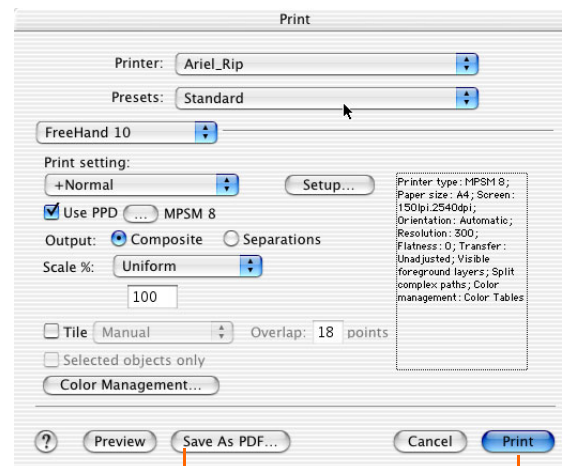 Print
Printer: Ariel_Rip
Presets: Standard
FreeHand 10
Print setting:
+Normal
Setup...
Use PPD ... MPSM 8
Output: Composite Separations
Scale %: Uniform
100
Tile Manual Overlap: 18 points
Selected objects only
Color Management...
Printer type: MPSM 8;
Paper size: A4; Screen:
150lpi.2540dpi;
Orientation: Automatic;
Resolution: 300;
Flatness: 0; Transfer:
Unadjusted; Visible
foreground layers; Split
complex paths; Color
management: Color Tables
? Preview Save As PDF... Cancel Print